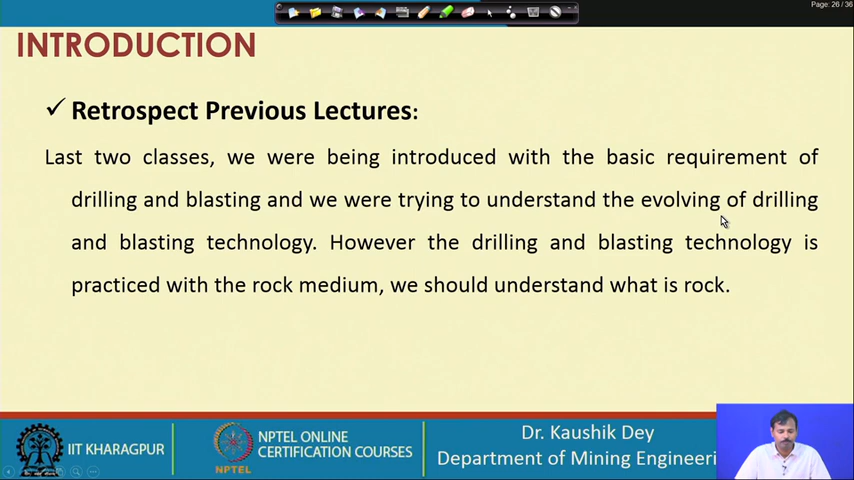 Page: 26 / 36
INTRODUCTION
✓ Retrospect Previous Lectures:
Last two classes, we were being introduced with the basic requirement of
drilling and blasting and we were trying to understand the evolving of drilling
and blasting technology. However the drilling and blasting technology is
practiced with the rock medium, we should understand what is rock.
IIT KHARAGPUR
NPTEL
NPTEL ONLINE
CERTIFICATION COURSES
Dr. Kaushik Dey
Department of Mining Engineeri